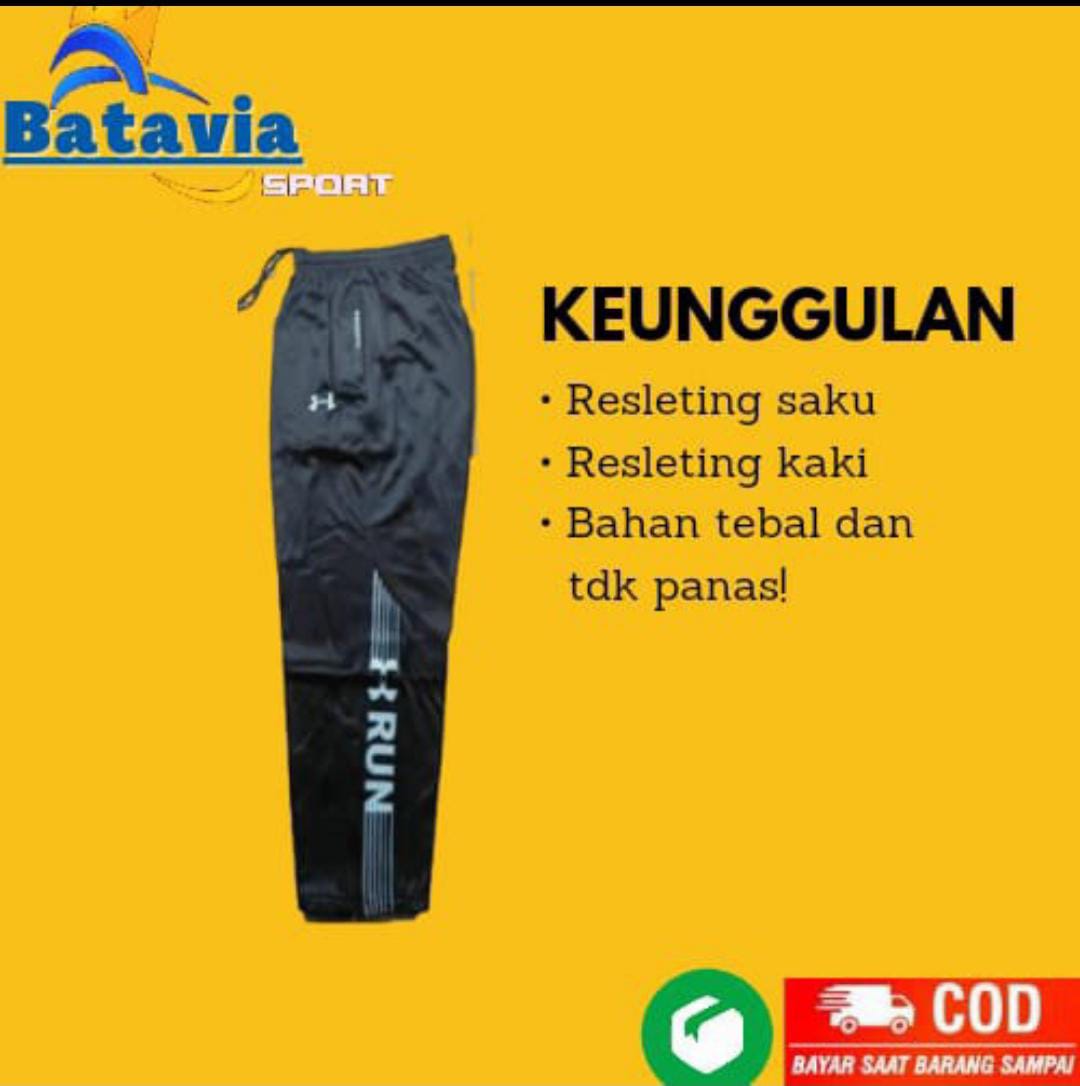 Batavia
SPORT
KEUNGGULAN
• Resleting saku
• Resleting kaki
• Bahan tebal dan
tdk panas!
RUN
COD
BAYAR SAAT BARANG SAMPAI